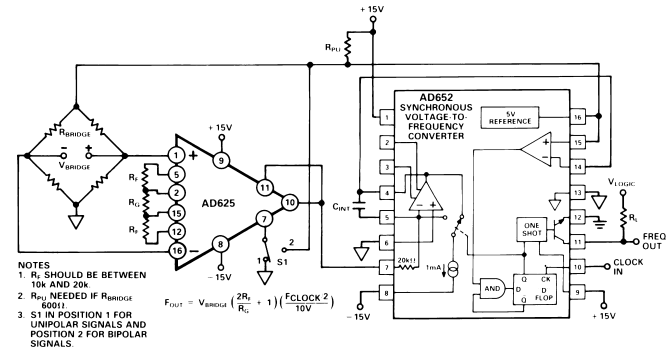 + 15V
RPU
AD652
SYNCHRONOUS
VOLTAGE-TO-
FREQUENCY
CONVERTER
5V
REFERENCE
1
2
3
4
5
6
7
8
16
15
14
13
12
11
10
9
RBRIDGE
- +
VBRIDGE
+ 15V
1
+
9
5
RF
2
RG
15
RF
12
16
-
AD625
11
10
7
8
- 15V
1
2
S1
CINT
+
-
+
-
20kΩ
1mA
AND
ONE
SHOT
Q CK
D D
Q FLOP
VLOGIC
RL
FREQ
OUT
CLOCK
IN
- 15V
+ 15V
NOTES
1. RF SHOULD BE BETWEEN
10k AND 20k.
2. RPU NEEDED IF RBRIDGE
600Ω.
3. S1 IN POSITION 1 FOR
UNIPOLAR SIGNALS AND
POSITION 2 FOR BIPOLAR
SIGNALS.
FOUT = VBRIDGE (2RF/RG + 1) (FCLOCK 2/10V)